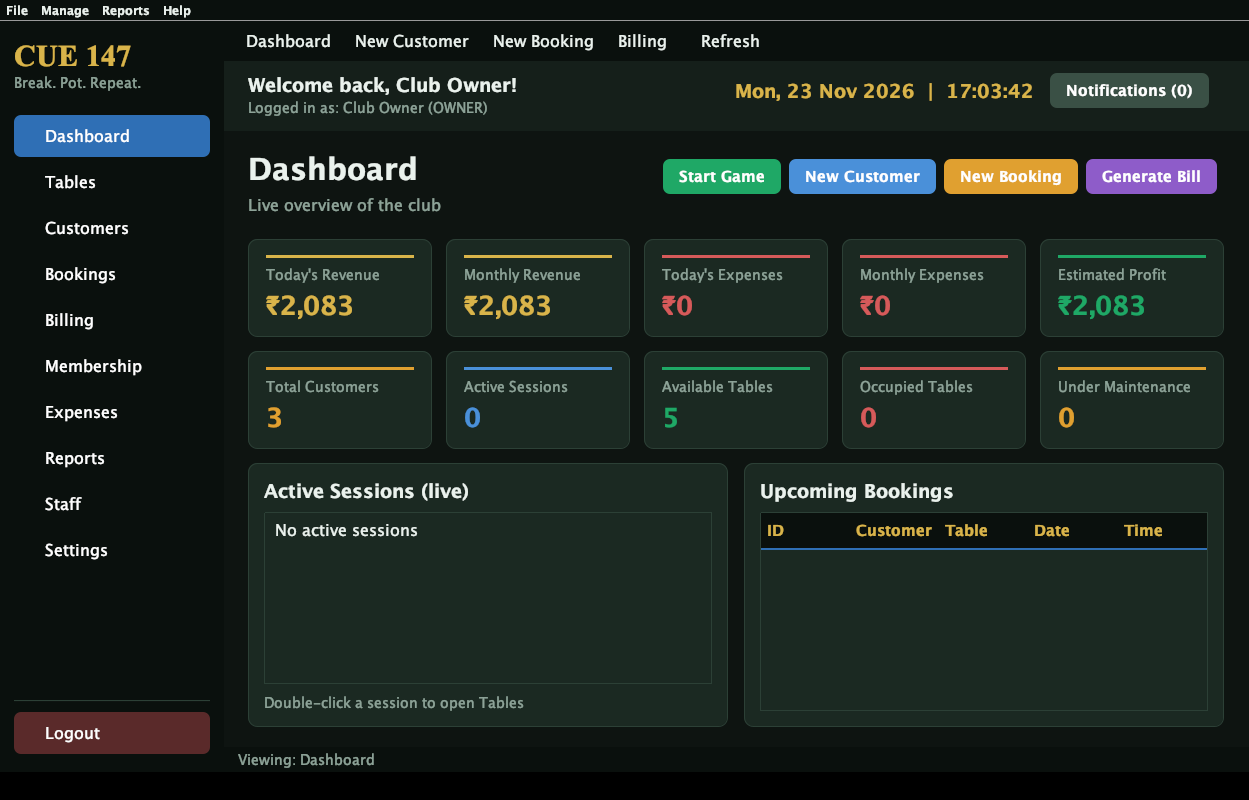 File Manage Reports Help
CUE 147
Break. Pot. Repeat.
Dashboard
Tables
Customers
Bookings
Billing
Membership
Expenses
Reports
Staff
Settings
Logout
Dashboard New Customer New Booking Billing Refresh
Welcome back, Club Owner!
Logged in as: Club Owner (OWNER)
Mon, 23 Nov 2026 | 17:03:42
Notifications (0)
Dashboard
Live overview of the club
Start Game
New Customer
New Booking
Generate Bill
Today's Revenue
₹2,083
Monthly Revenue
₹2,083
Today's Expenses
₹0
Monthly Expenses
₹0
Estimated Profit
₹2,083
Total Customers
3
Active Sessions
0
Available Tables
5
Occupied Tables
0
Under Maintenance
0
Active Sessions (live)
No active sessions
Double-click a session to open Tables
Upcoming Bookings
ID Customer Table Date Time
Viewing: Dashboard